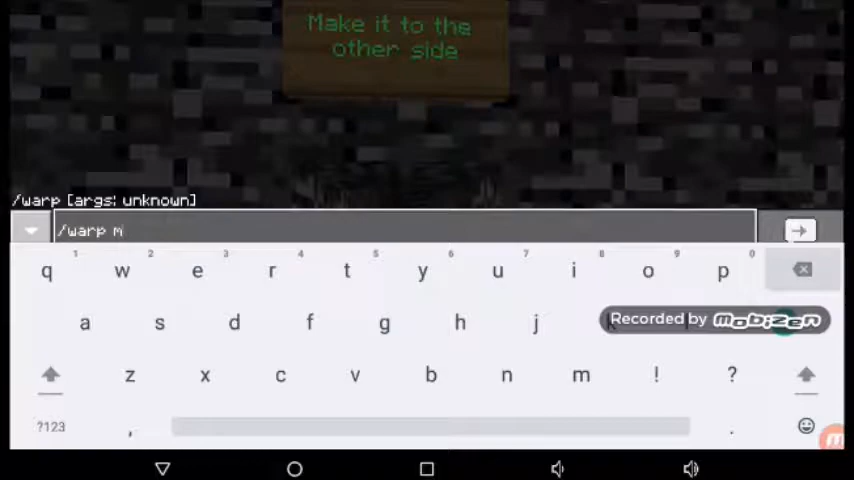 Make it to the
other side
/warp [args: unknown]
/warp m
1 2 3 4 5 6 7 8 9 0
q w e r t y u i o p
a s d f g h j
Recorded by mobizen
z x c v b n m ! ?
?123 , .